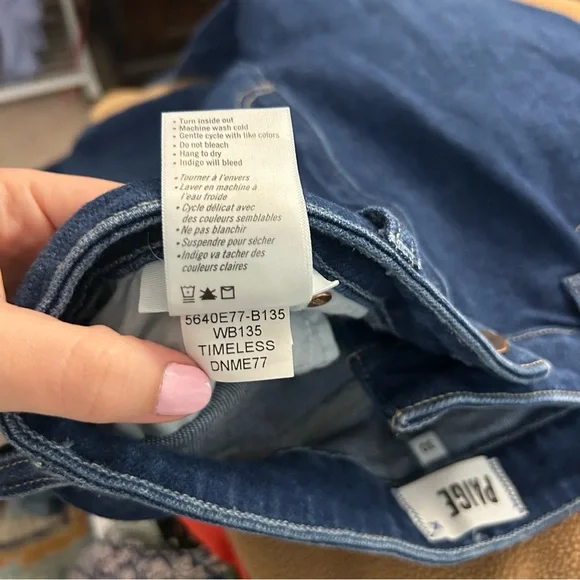 • Turn inside out
• Machine wash cold
• Gentle cycle with like colors
• Do not bleach
• Hang to dry
• Indigo will bleed
• Tourner à l'envers
• Laver en machine à
l'eau froide
• Cycle délicat avec
des couleurs semblables
• Ne pas blanchir
• Suspendre pour sécher
• Indigo va tacher des
couleurs claires
5640E77-B135
WB135
TIMELESS
DNME77
PAIGE